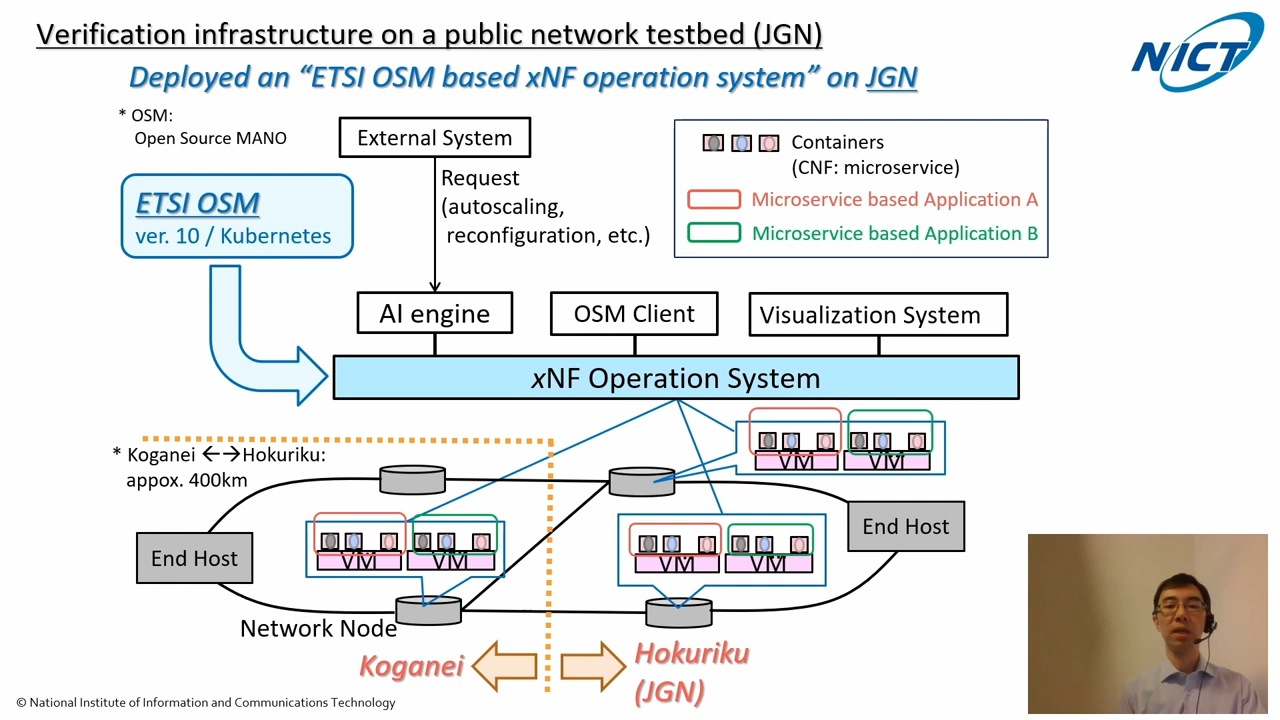 Verification infrastructure on a public network testbed (JGN)
NICT
Deployed an “ETSI OSM based xNF operation system” on JGN
* OSM:
Open Source MANO
External System
Containers
(CNF: microservice)
Microservice based Application A
Microservice based Application B
Request
(autoscaling,
reconfiguration, etc.)
ETSI OSM
ver. 10 / Kubernetes
AI engine
OSM Client
Visualization System
xNF Operation System
* Koganei ←→Hokuriku:
appox. 400km
VM
VM
End Host
End Host
VM
VM
VM
VM
Network Node
Koganei
Hokuriku
(JGN)
© National Institute of Information and Communications Technology